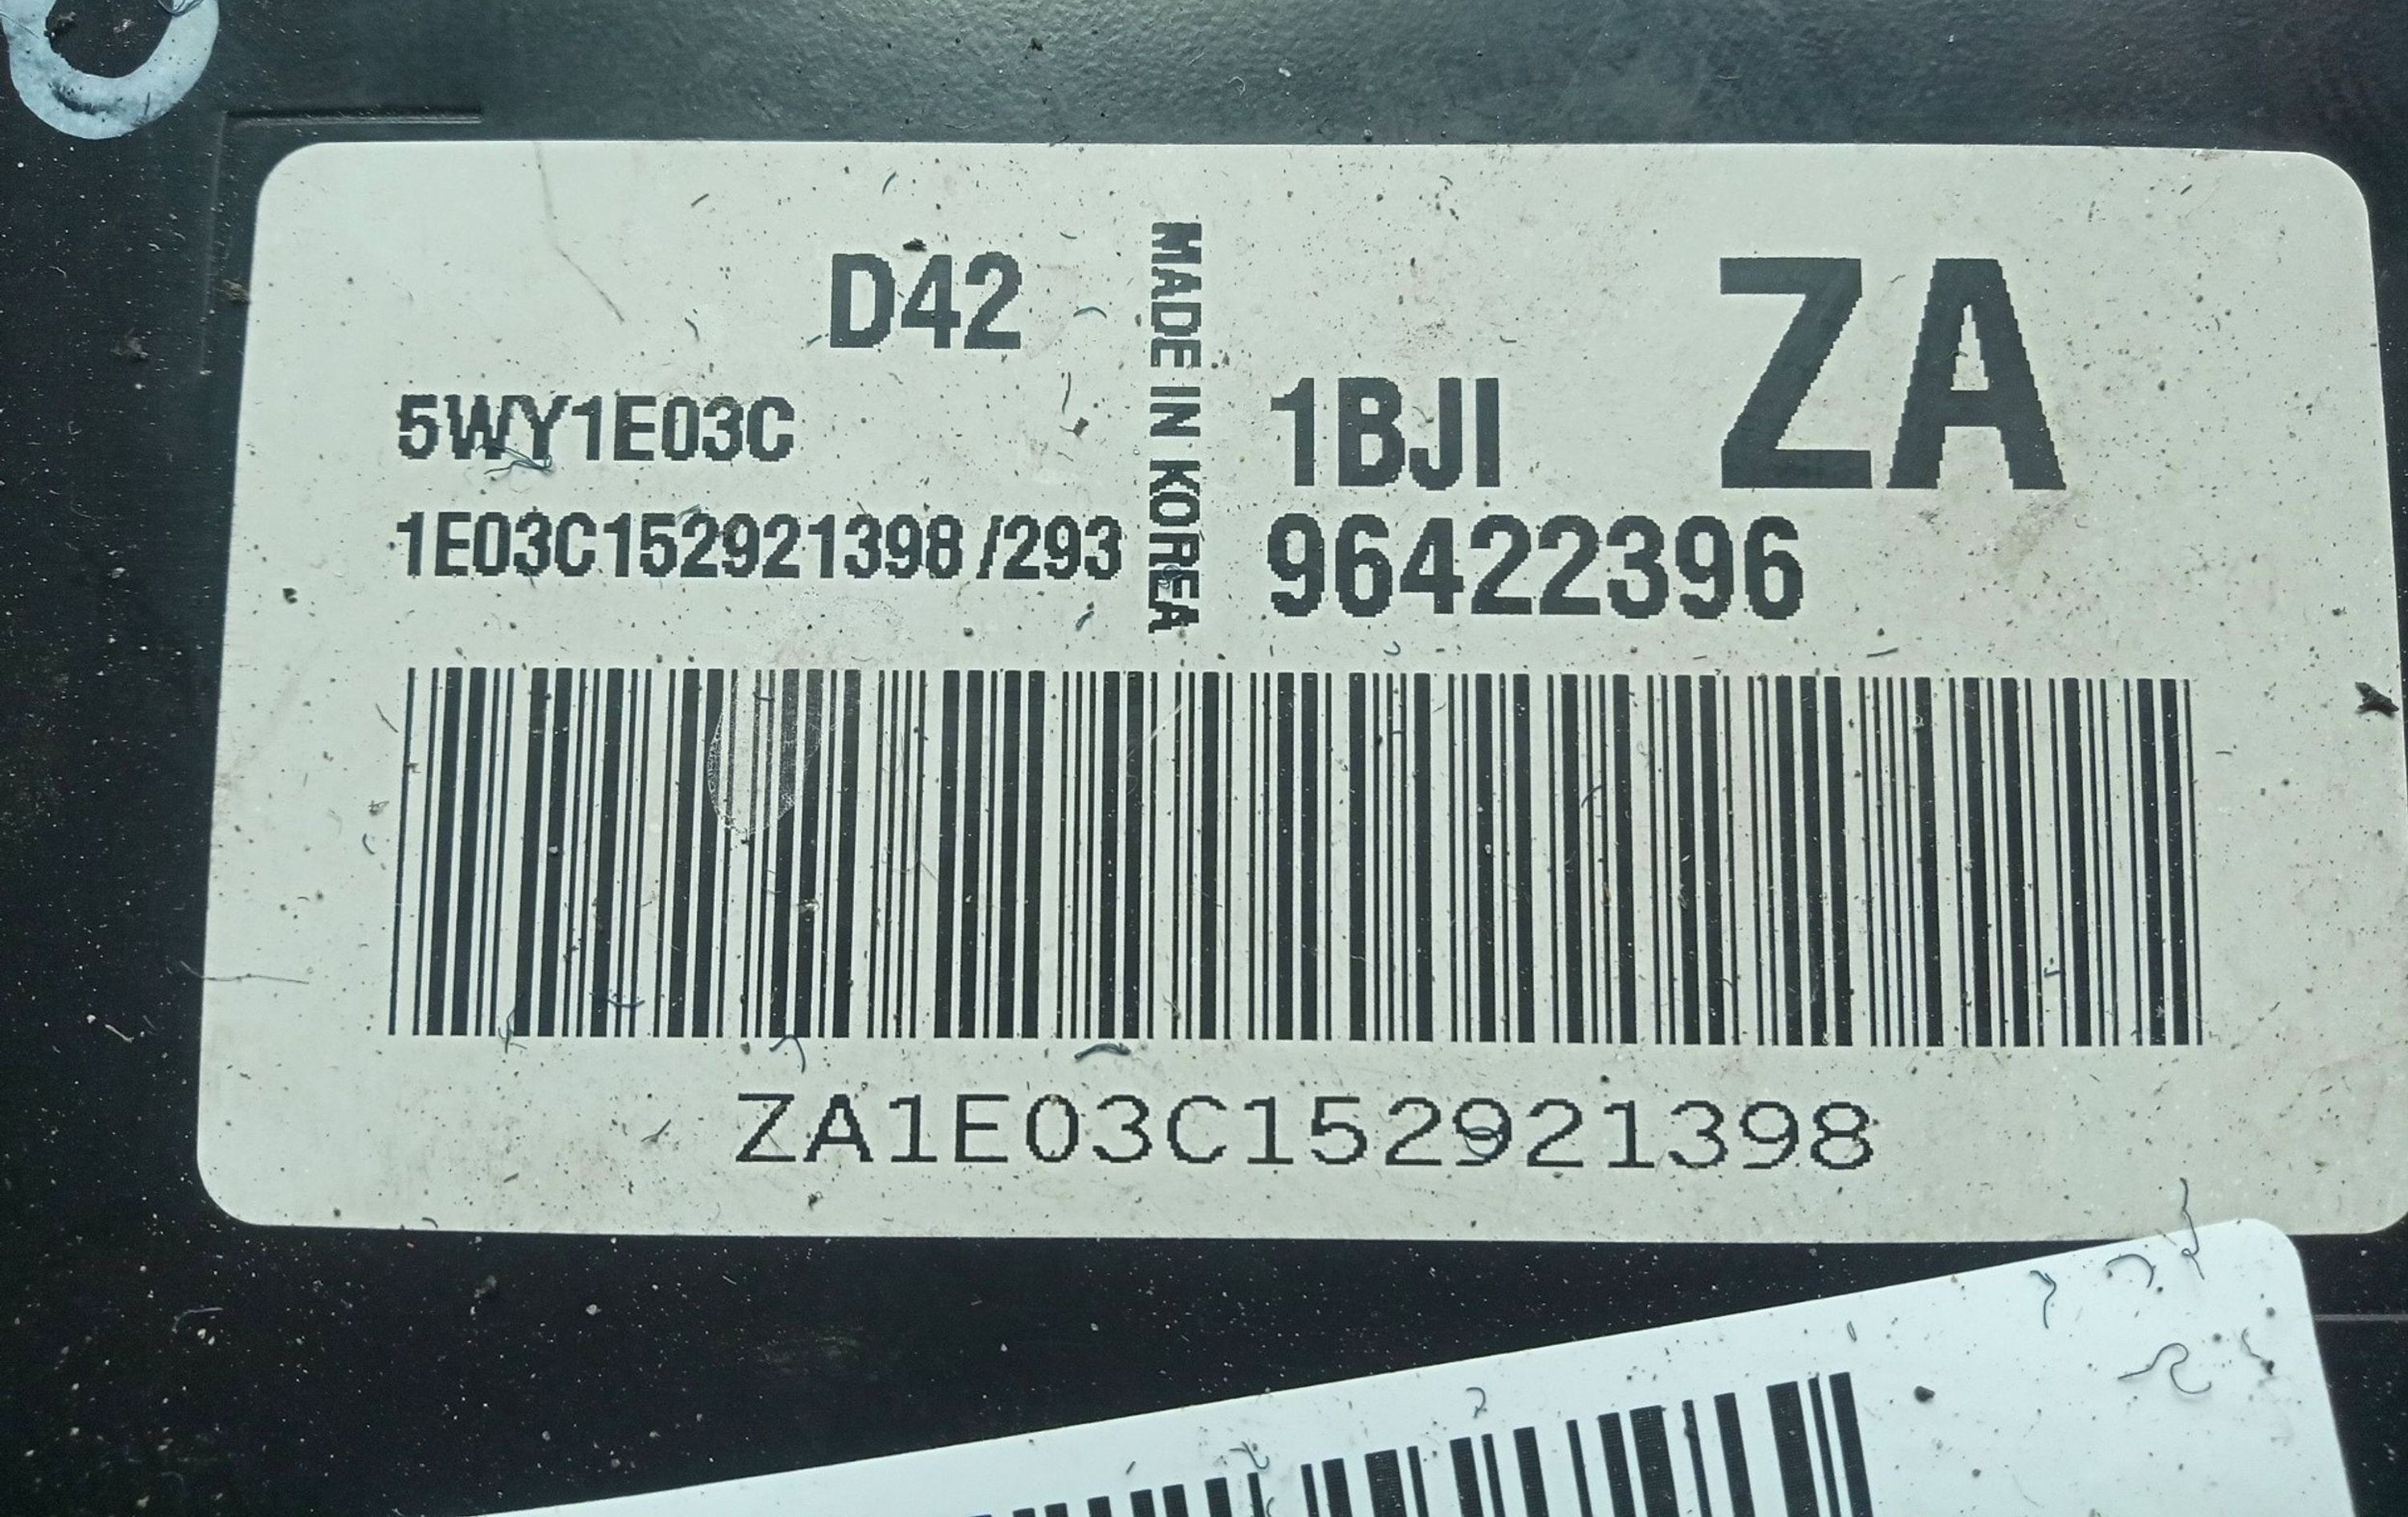 D42
5WY1E03C
1E03C152921398 /293
MADE IN KOREA
ZA
1BJI
96422396
ZA1E03C152921398